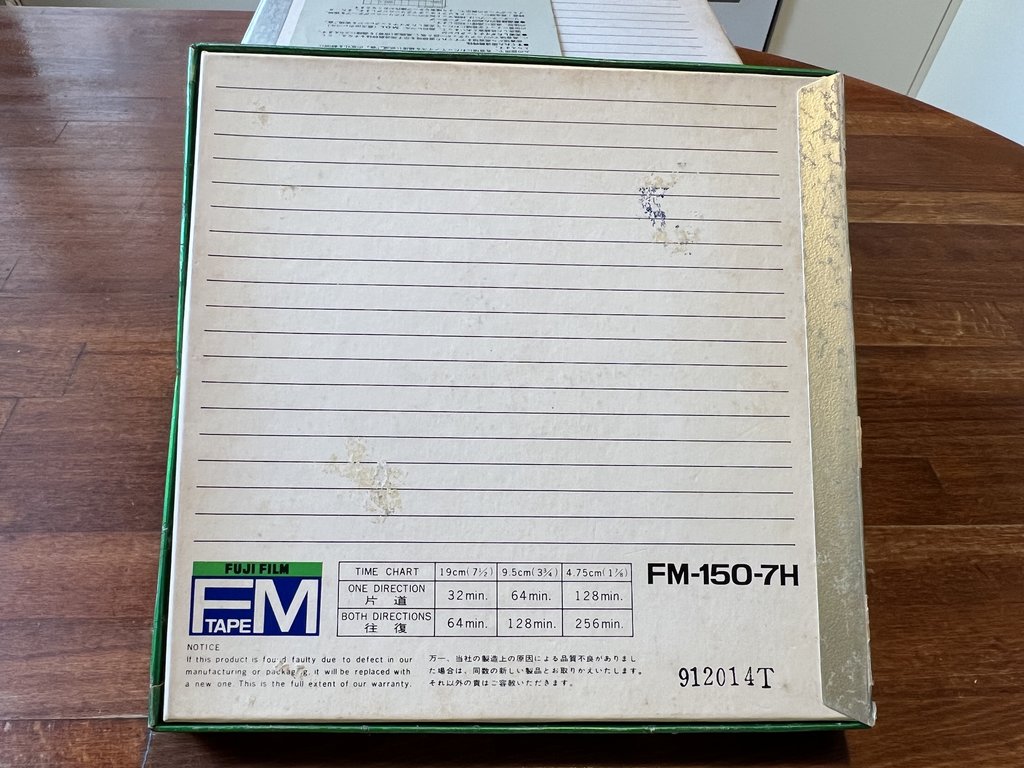 FUJI FILM
FM
TAPE
TIME CHART 19cm(7½) 9.5cm(3¾) 4.75cm(1⅞)
ONE DIRECTION
片道 32min. 64min. 128min.
BOTH DIRECTIONS
往復 64min. 128min. 256min.
FM-150-7H
NOTICE
If this product is found faulty due to defect in our
manufacturing or packaging, it will be replaced with
a new one. This is the full extent of our warranty.
万一、当社の製造上の原因による品質不良がありまし
た場合は、同数の新しい製品とお取りかえいたします。
それ以外の責はご容赦いただきます。
912014T